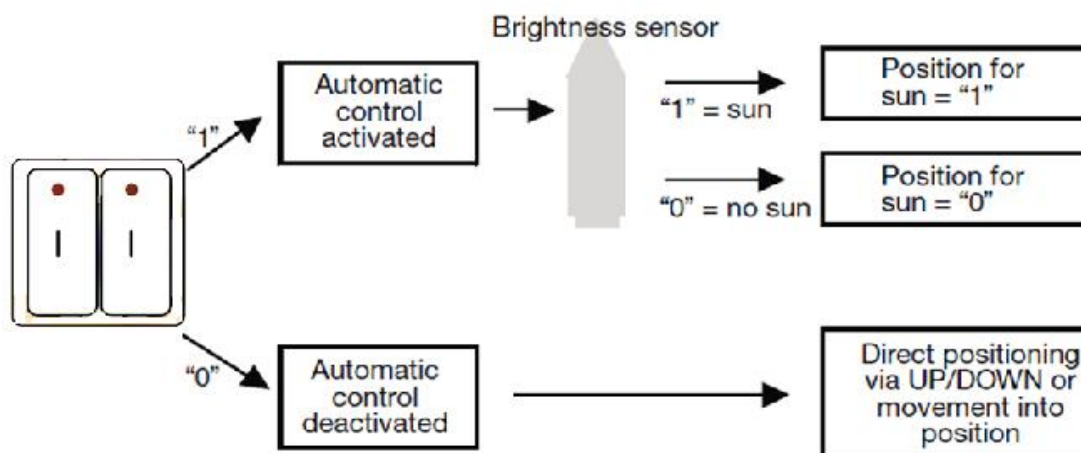 Brightness sensor
Automatic
control
activated
“1”
“1” = sun
Position for
sun = “1”
“0” = no sun
Position for
sun = “0”
“0”
Automatic
control
deactivated
Direct positioning
via UP/DOWN or
movement into
position